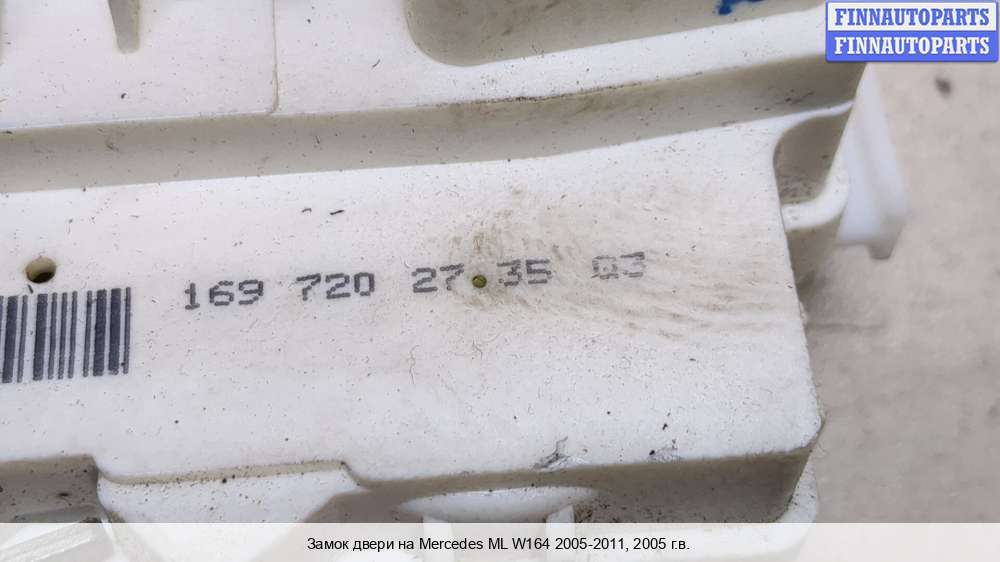 FINNAUTOPARTS
FINNAUTOPARTS
169 720 27 35 Q3
Замок двери на Mercedes ML W164 2005-2011, 2005 г.в.